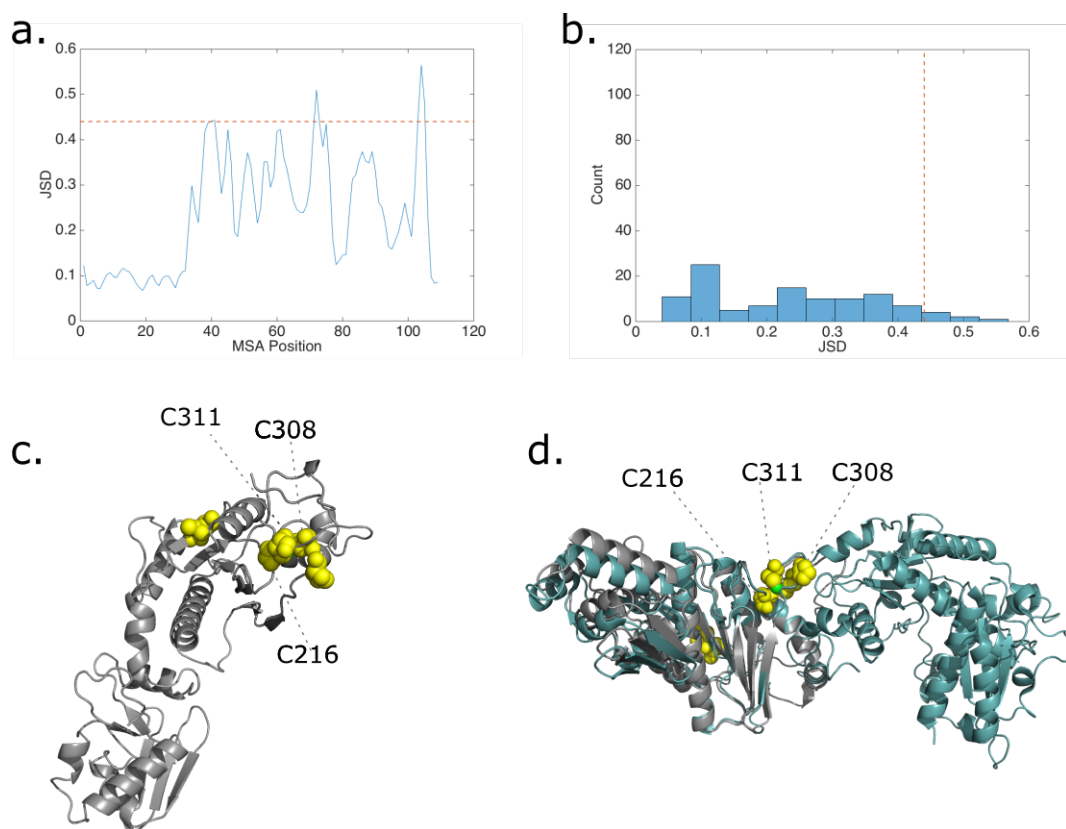 a.
0.6
0.5
0.4
0.3
0.2
0.1
0
JSD
0 20 40 60 80 100 120
MSA Position
b.
120
100
80
60
40
20
0
Count
0 0.1 0.2 0.3 0.4 0.5 0.6
JSD
c.
C311 C308
C216
d.
C216 C311 C308